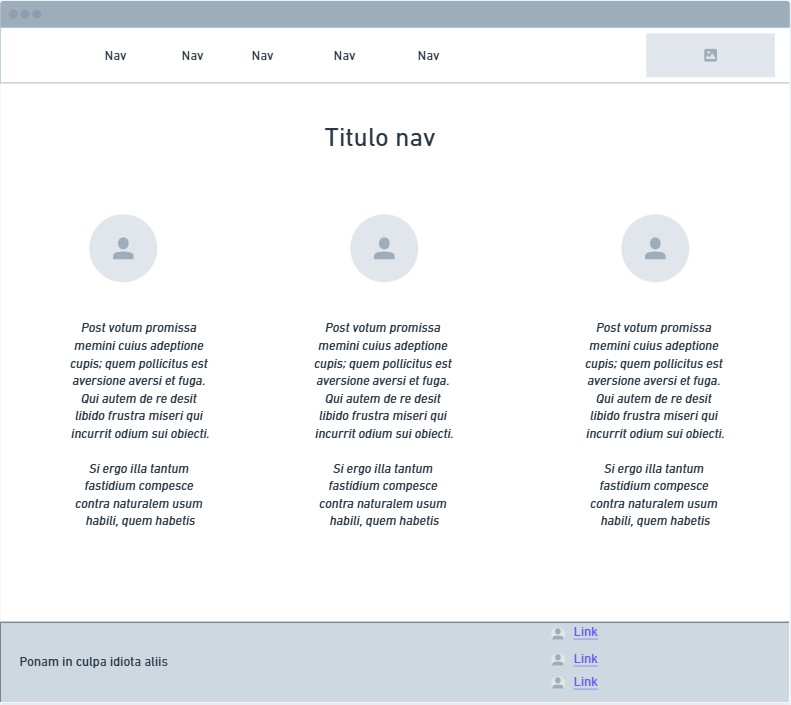 Nav Nav Nav Nav Nav
Titulo nav
Post votum promissa
memini cuius adeptione
cupis; quem pollicitus est
aversione aversi et fuga.
Qui autem de re desit
libido frustra miseri qui
incurrit odium sui obiecti.
Si ergo illa tantum
fastidium compesce
contra naturalem usum
habili, quem habetis
Post votum promissa
memini cuius adeptione
cupis; quem pollicitus est
aversione aversi et fuga.
Qui autem de re desit
libido frustra miseri qui
incurrit odium sui obiecti.
Si ergo illa tantum
fastidium compesce
contra naturalem usum
habili, quem habetis
Post votum promissa
memini cuius adeptione
cupis; quem pollicitus est
aversione aversi et fuga.
Qui autem de re desit
libido frustra miseri qui
incurrit odium sui obiecti.
Si ergo illa tantum
fastidium compesce
contra naturalem usum
habili, quem habetis
Ponam in culpa idiota aliis
Link
Link
Link